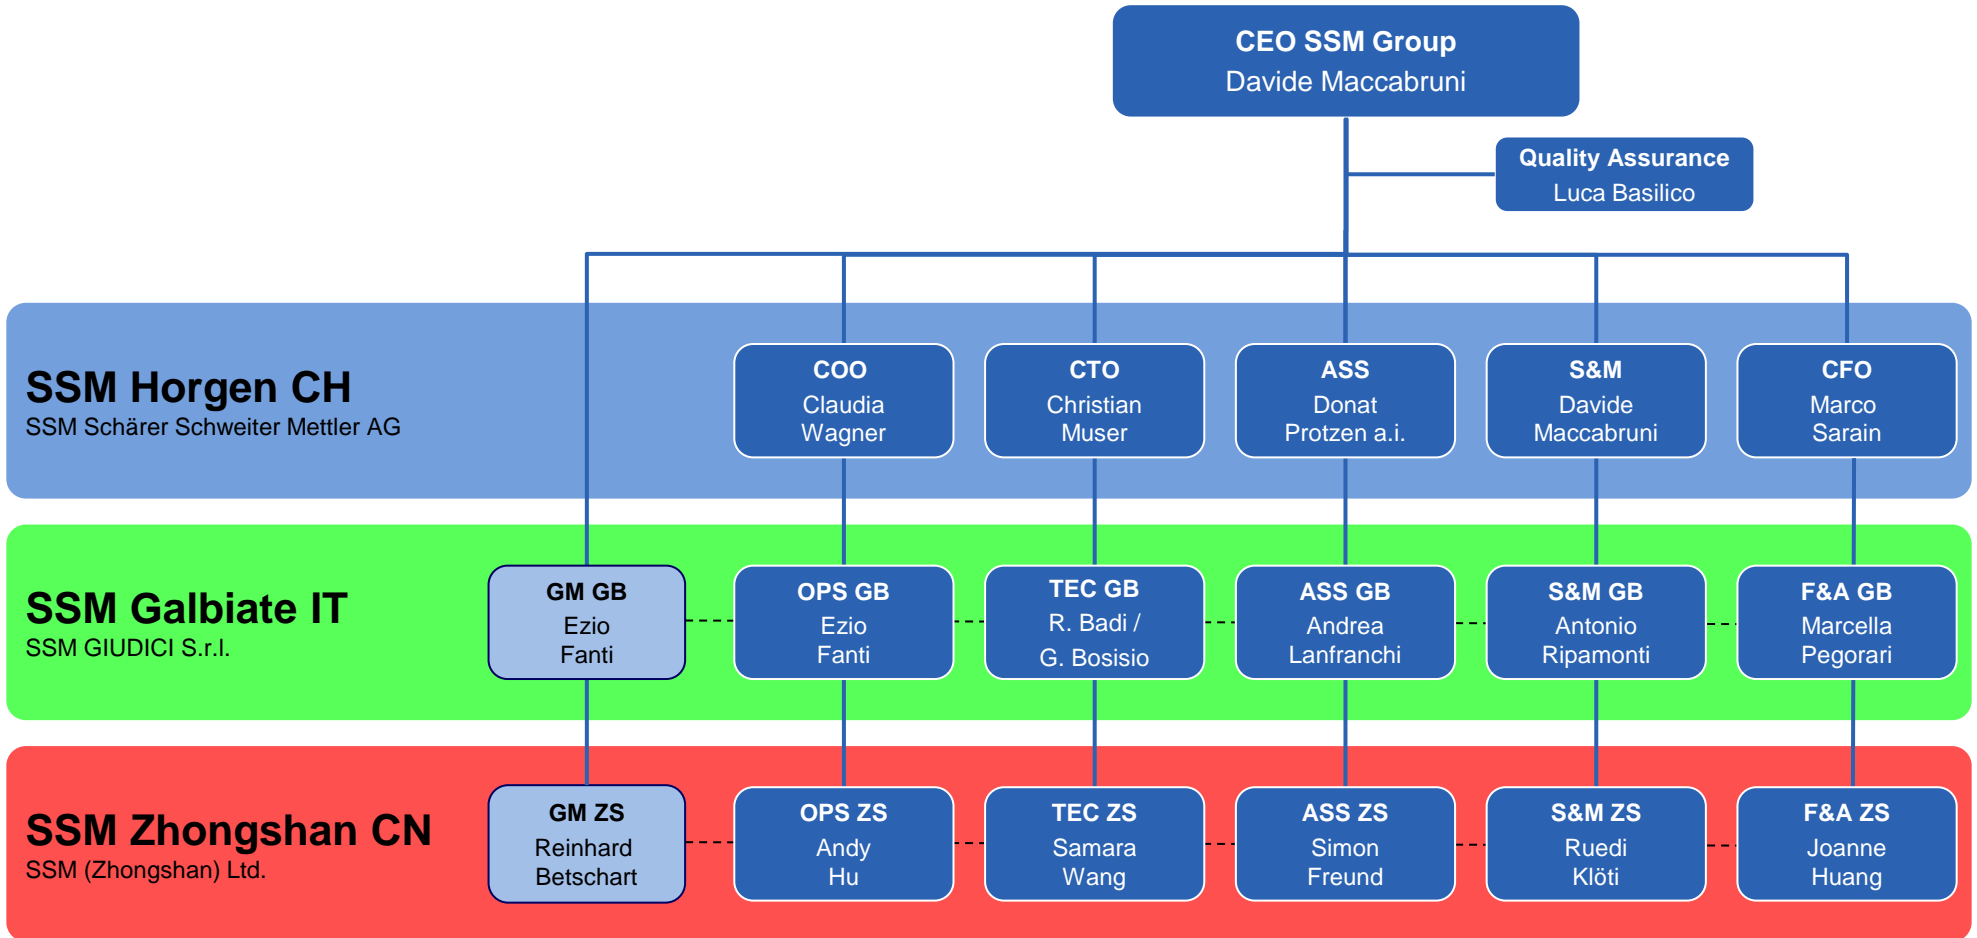 CEO SSM Group
Davide Maccabruni
Quality Assurance
Luca Basilico
SSM Horgen CH
SSM Schärer Schweiter Mettler AG
COO
Claudia
Wagner
CTO
Christian
Muser
ASS
Donat
Protzen a.i.
S&M
Davide
Maccabruni
CFO
Marco
Sarain
SSM Galbiate IT
SSM GIUDICI S.r.l.
GM GB
Ezio
Fanti
OPS GB
Ezio
Fanti
TEC GB
R. Badi /
G. Bosisio
ASS GB
Andrea
Lanfranchi
S&M GB
Antonio
Ripamonti
F&A GB
Marcella
Pegorari
SSM Zhongshan CN
SSM (Zhongshan) Ltd.
GM ZS
Reinhard
Betschart
OPS ZS
Andy
Hu
TEC ZS
Samara
Wang
ASS ZS
Simon
Freund
S&M ZS
Ruedi
Klöti
F&A ZS
Joanne
Huang